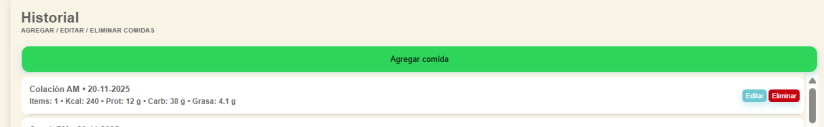 Historial
AGREGAR / EDITAR / ELIMINAR COMIDAS
Agregar comida
Colación AM • 20-11-2025
Items: 1 • Kcal: 240 • Prot: 12 g • Carb: 38 g • Grasa: 4.1 g
Editar Eliminar